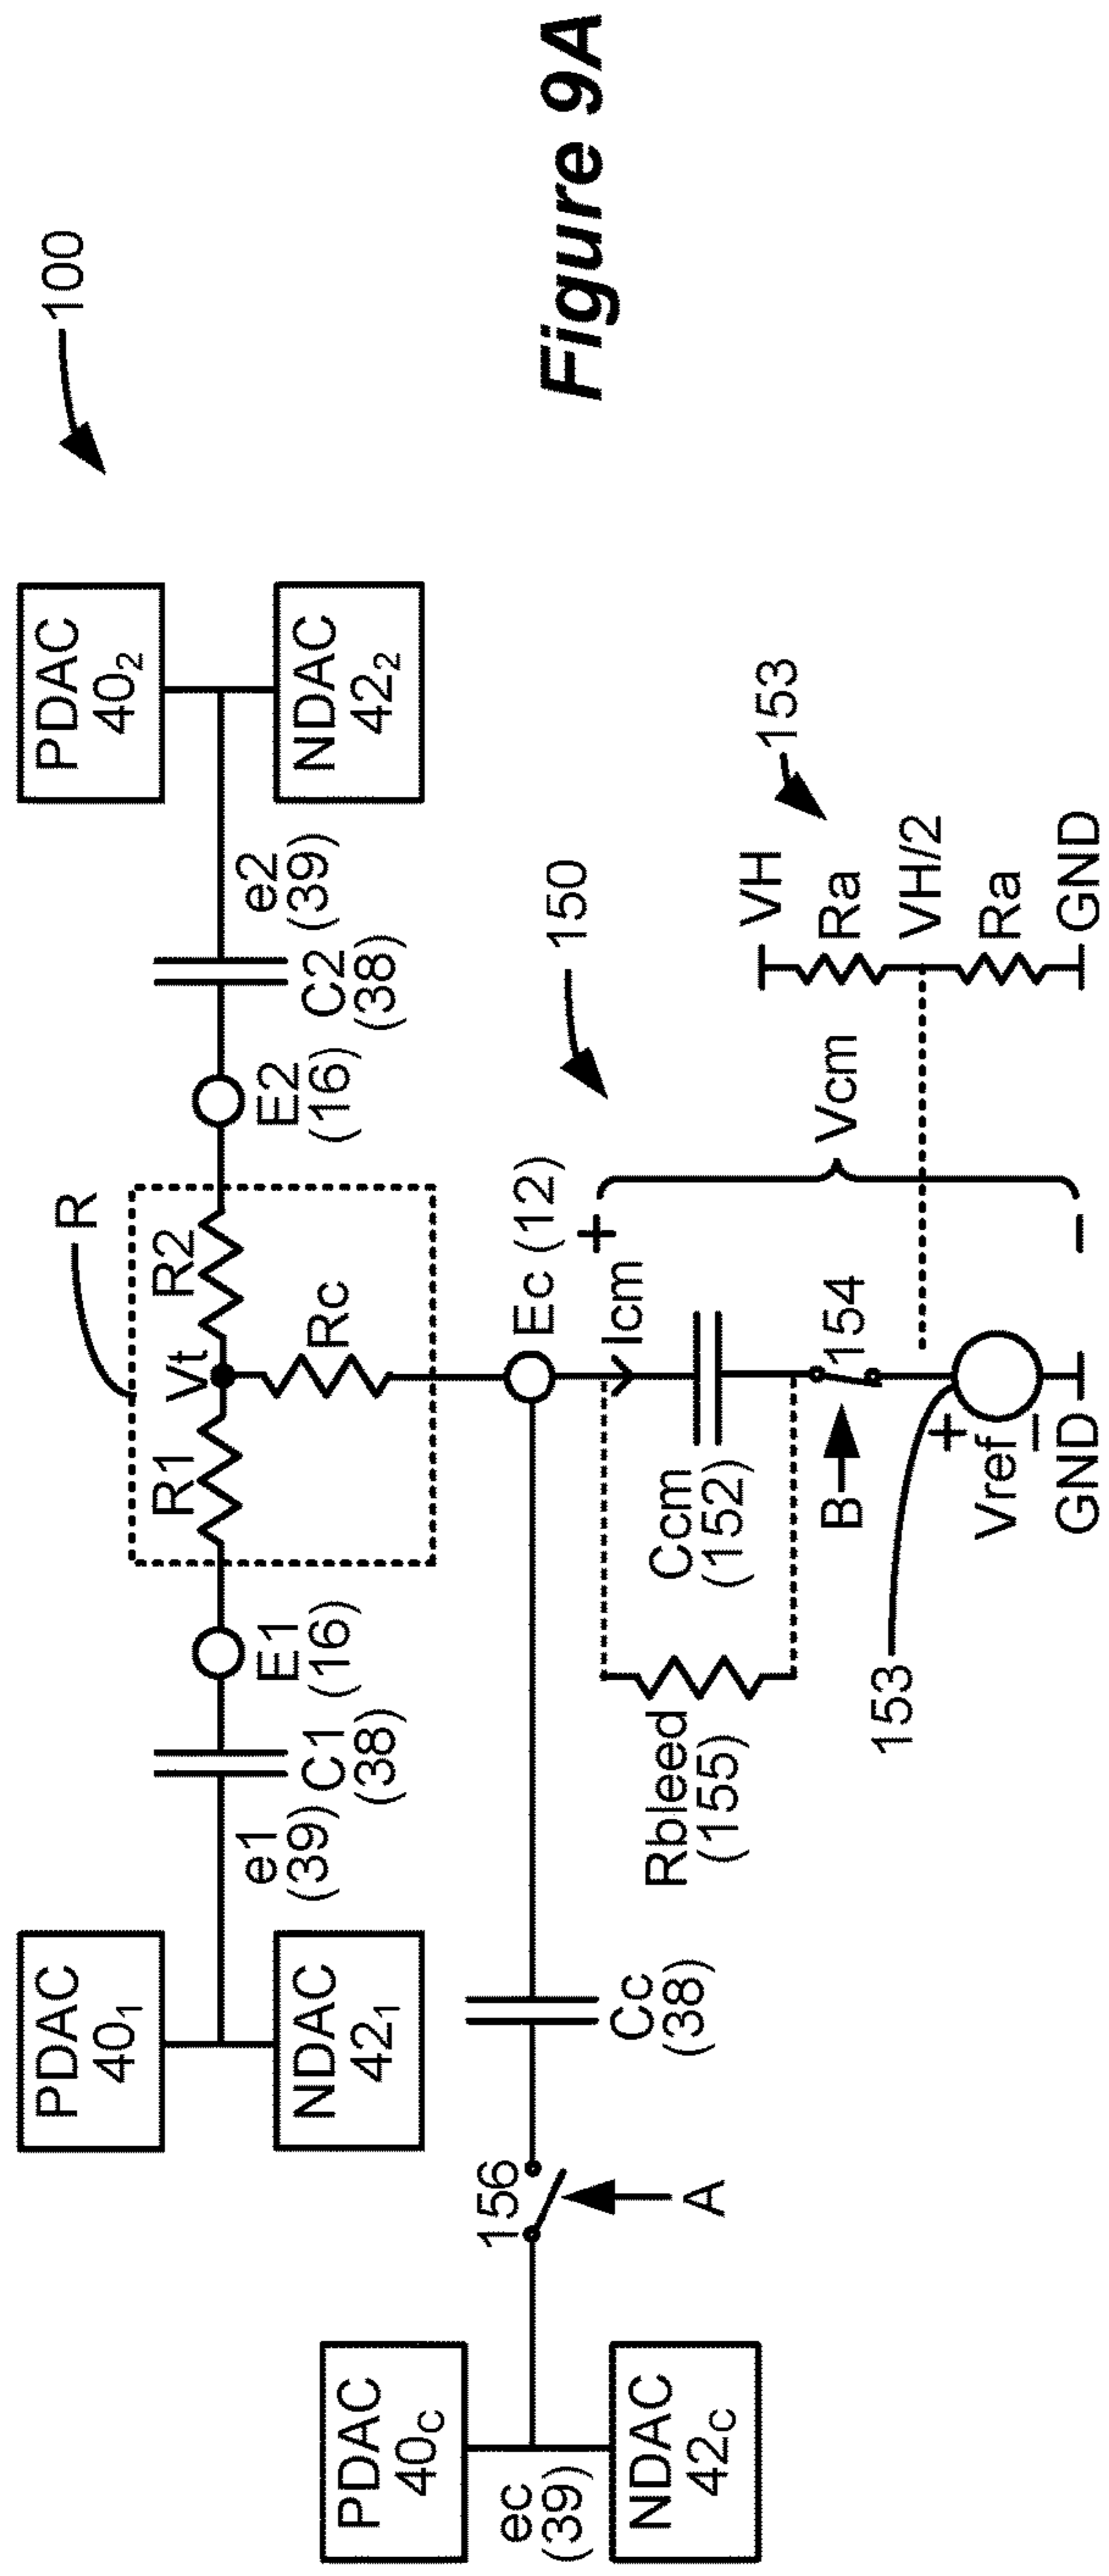 100
Figure 9A
PDAC
40₁
NDAC
42₁
e1
(39)
C1
(38)
E1
(16)
R
R1
Vt
R2
Rc
E2
(16)
C2
(38)
e2
(39)
PDAC
40₂
NDAC
42₂
PDAC
40C
NDAC
42C
ec
(39)
156
A
Cc
(38)
Ec (12)
150
Icm
Rbleed
(155)
Ccm
(152)
B
154
153
+
Vref
−
GND
+
Vcm
−
153
VH
Ra
VH/2
Ra
GND